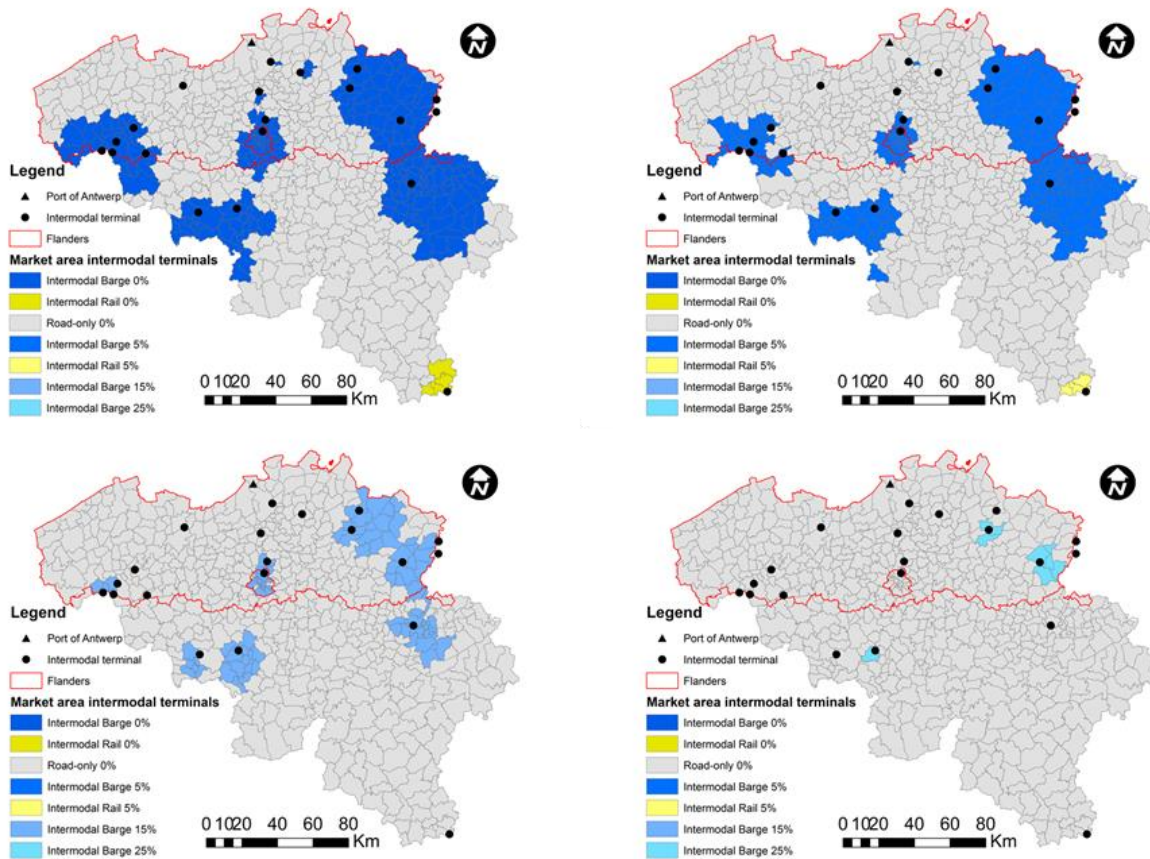 N
Legend
Port of Antwerp
Intermodal terminal
Flanders
Market area intermodal terminals
Intermodal Barge 0%
Intermodal Rail 0%
Road-only 0%
Intermodal Barge 5%
Intermodal Rail 5%
Intermodal Barge 15%
Intermodal Barge 25%
0 10 20 40 60 80
Km
N
Legend
Port of Antwerp
Intermodal terminal
Flanders
Market area intermodal terminals
Intermodal Barge 0%
Intermodal Rail 0%
Road-only 0%
Intermodal Barge 5%
Intermodal Rail 5%
Intermodal Barge 15%
Intermodal Barge 25%
0 10 20 40 60 80
Km
N
Legend
Port of Antwerp
Intermodal terminal
Flanders
Market area intermodal terminals
Intermodal Barge 0%
Intermodal Rail 0%
Road-only 0%
Intermodal Barge 5%
Intermodal Rail 5%
Intermodal Barge 15%
Intermodal Barge 25%
0 10 20 40 60 80
Km
N
Legend
Port of Antwerp
Intermodal terminal
Flanders
Market area intermodal terminals
Intermodal Barge 0%
Intermodal Rail 0%
Road-only 0%
Intermodal Barge 5%
Intermodal Rail 5%
Intermodal Barge 15%
Intermodal Barge 25%
0 10 20 40 60 80
Km